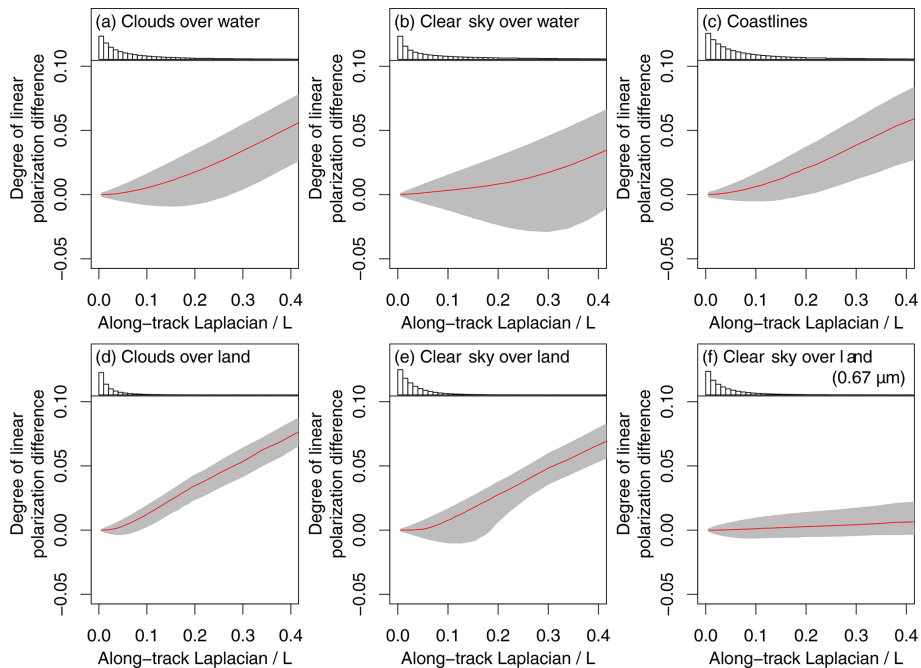 (a) Clouds over water
Degree of linear
polarization difference
0.10
0.05
0.00
−0.05
0.0 0.1 0.2 0.3 0.4
Along−track Laplacian / L
(b) Clear sky over water
Degree of linear
polarization difference
0.10
0.05
0.00
−0.05
0.0 0.1 0.2 0.3 0.4
Along−track Laplacian / L
(c) Coastlines
Degree of linear
polarization difference
0.10
0.05
0.00
−0.05
0.0 0.1 0.2 0.3 0.4
Along−track Laplacian / L
(d) Clouds over land
Degree of linear
polarization difference
0.10
0.05
0.00
−0.05
0.0 0.1 0.2 0.3 0.4
Along−track Laplacian / L
(e) Clear sky over land
Degree of linear
polarization difference
0.10
0.05
0.00
−0.05
0.0 0.1 0.2 0.3 0.4
Along−track Laplacian / L
(f) Clear sky over land
(0.67 µm)
Degree of linear
polarization difference
0.10
0.05
0.00
−0.05
0.0 0.1 0.2 0.3 0.4
Along−track Laplacian / L